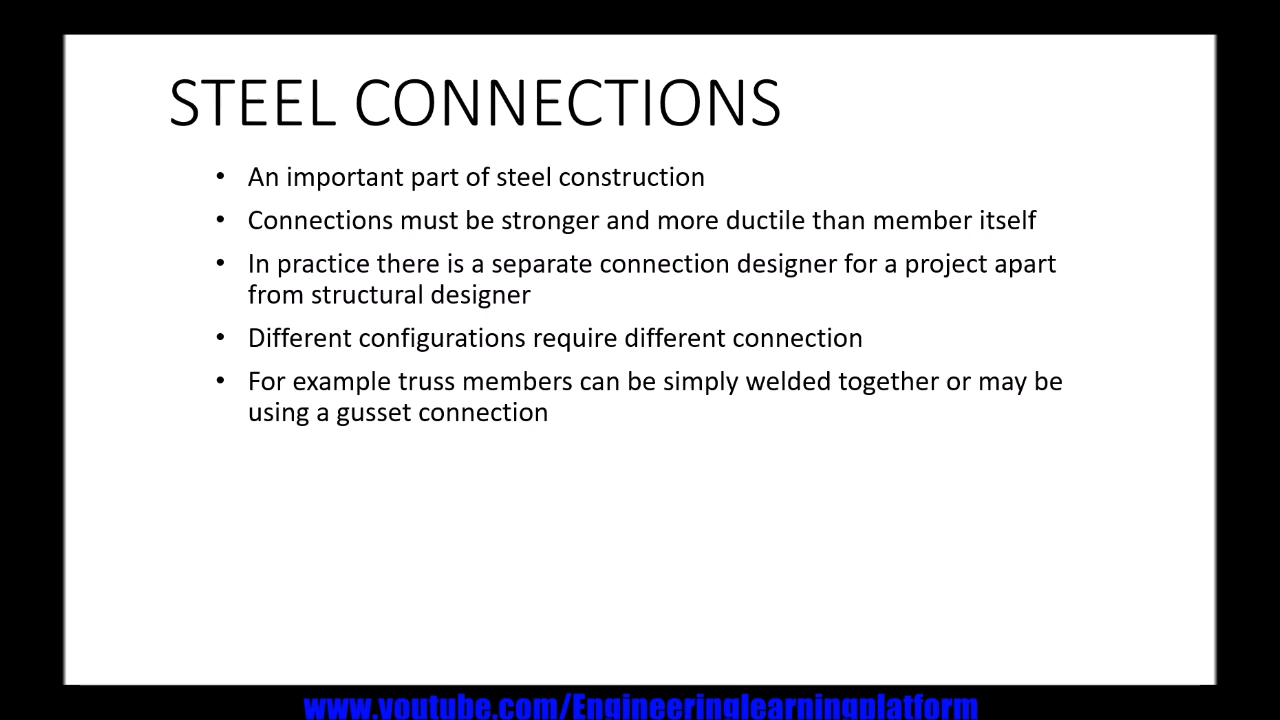 STEEL CONNECTIONS
• An important part of steel construction
• Connections must be stronger and more ductile than member itself
• In practice there is a separate connection designer for a project apart
from structural designer
• Different configurations require different connection
• For example truss members can be simply welded together or may be
using a gusset connection
www.youtube.com/Engineeringlearningplatform